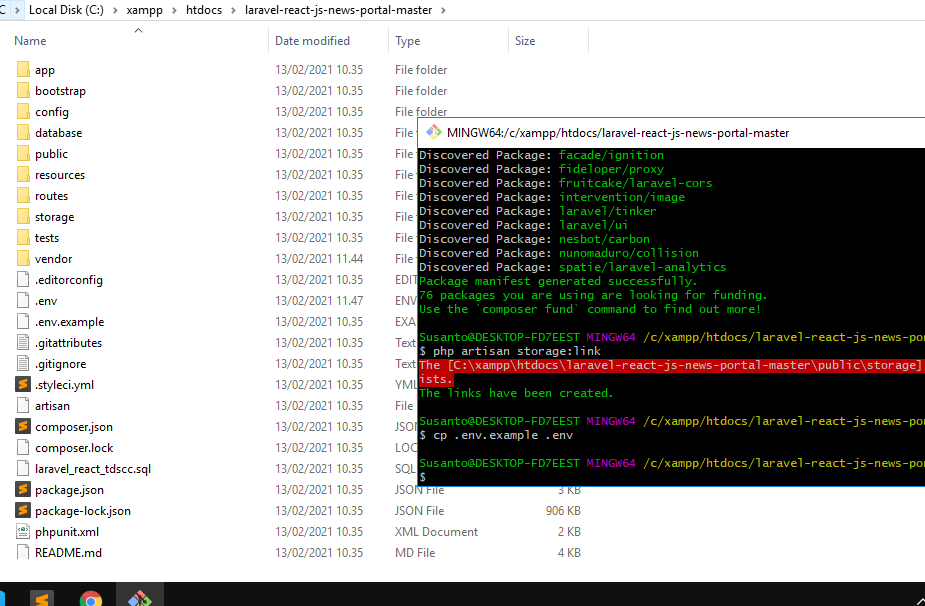 C > Local Disk (C:) > xampp > htdocs > laravel-react-js-news-portal-master >
Name Date modified Type Size
app 13/02/2021 10.35 File folder
bootstrap 13/02/2021 10.35 File folder
config 13/02/2021 10.35 File folder
database 13/02/2021 10.35 File
public 13/02/2021 10.35 File
resources 13/02/2021 10.35 File
routes 13/02/2021 10.35 File
storage 13/02/2021 10.35 File
tests 13/02/2021 10.35 File
vendor 13/02/2021 11.44 File
.editorconfig 13/02/2021 10.35 EDIT
.env 13/02/2021 11.47 ENV
.env.example 13/02/2021 10.35 EXA
.gitattributes 13/02/2021 10.35 Text
.gitignore 13/02/2021 10.35 Text
.styleci.yml 13/02/2021 10.35 YML
artisan 13/02/2021 10.35 File
composer.json 13/02/2021 10.35 JSO
composer.lock 13/02/2021 10.35 LOC
laravel_react_tdscc.sql 13/02/2021 10.35 SQL
package.json 13/02/2021 10.35 JSON File 3 KB
package-lock.json 13/02/2021 10.35 JSON File 906 KB
phpunit.xml 13/02/2021 10.35 XML Document 2 KB
README.md 13/02/2021 10.35 MD File 4 KB
MINGW64:/c/xampp/htdocs/laravel-react-js-news-portal-master
Discovered Package: facade/ignition
Discovered Package: fideloper/proxy
Discovered Package: fruitcake/laravel-cors
Discovered Package: intervention/image
Discovered Package: laravel/tinker
Discovered Package: laravel/ui
Discovered Package: nesbot/carbon
Discovered Package: nunomaduro/collision
Discovered Package: spatie/laravel-analytics
Package manifest generated successfully.
76 packages you are using are looking for funding.
Use the `composer fund` command to find out more!
Susanto@DESKTOP-FD7EEST MINGW64 /c/xampp/htdocs/laravel-react-js-news-po
$ php artisan storage:link
The [C:\xampp\htdocs\laravel-react-js-news-portal-master\public\storage]
ists.
The links have been created.
Susanto@DESKTOP-FD7EEST MINGW64 /c/xampp/htdocs/laravel-react-js-news-po
$ cp .env.example .env
Susanto@DESKTOP-FD7EEST MINGW64 /c/xampp/htdocs/laravel-react-js-news-po
$